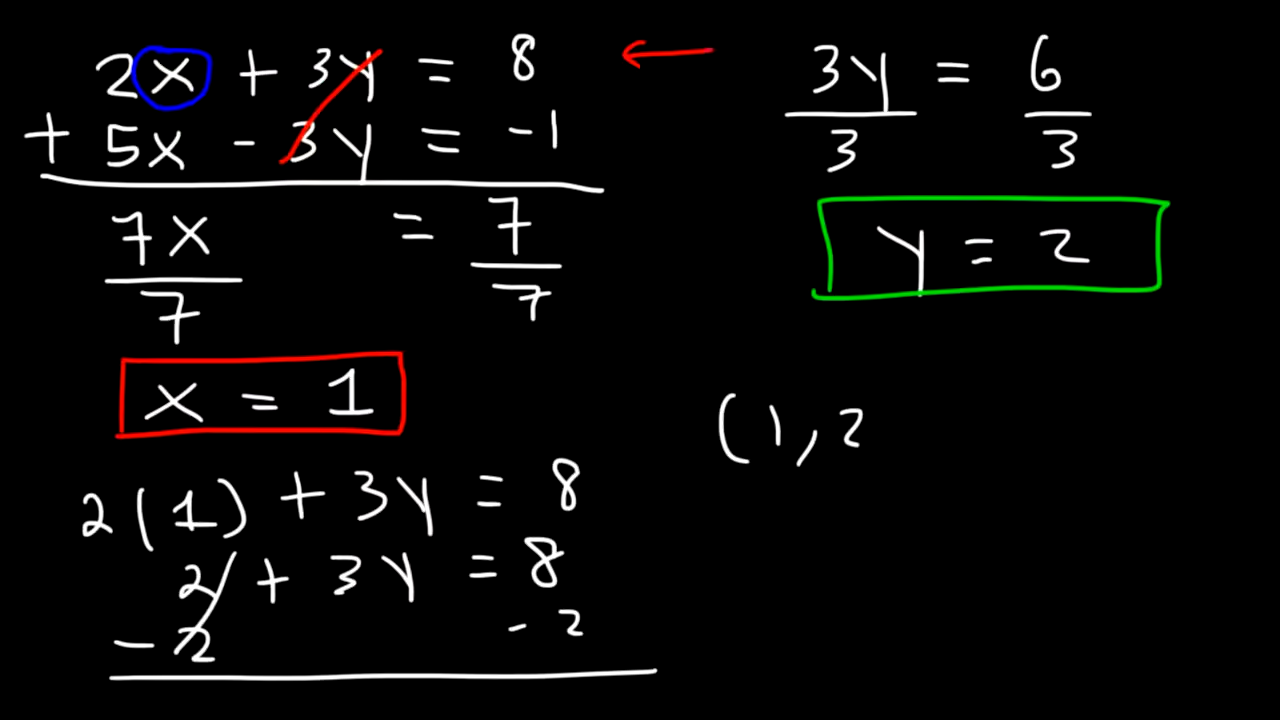 2x + 3y = 8
+ 5x - 3y = -1
7x = 7
7 7
x = 1
2(1) + 3y = 8
2 + 3y = 8
- 2 - 2
3y = 6
3 3
y = 2
(1, 2